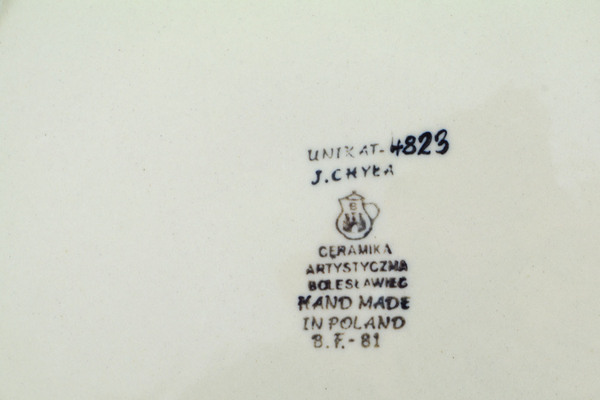 UNIKAT-4823
J.CHYŁA
CERAMIKA
ARTYSTYCZNA
BOLESŁAWIEC
HAND MADE
IN POLAND
B.F.-81